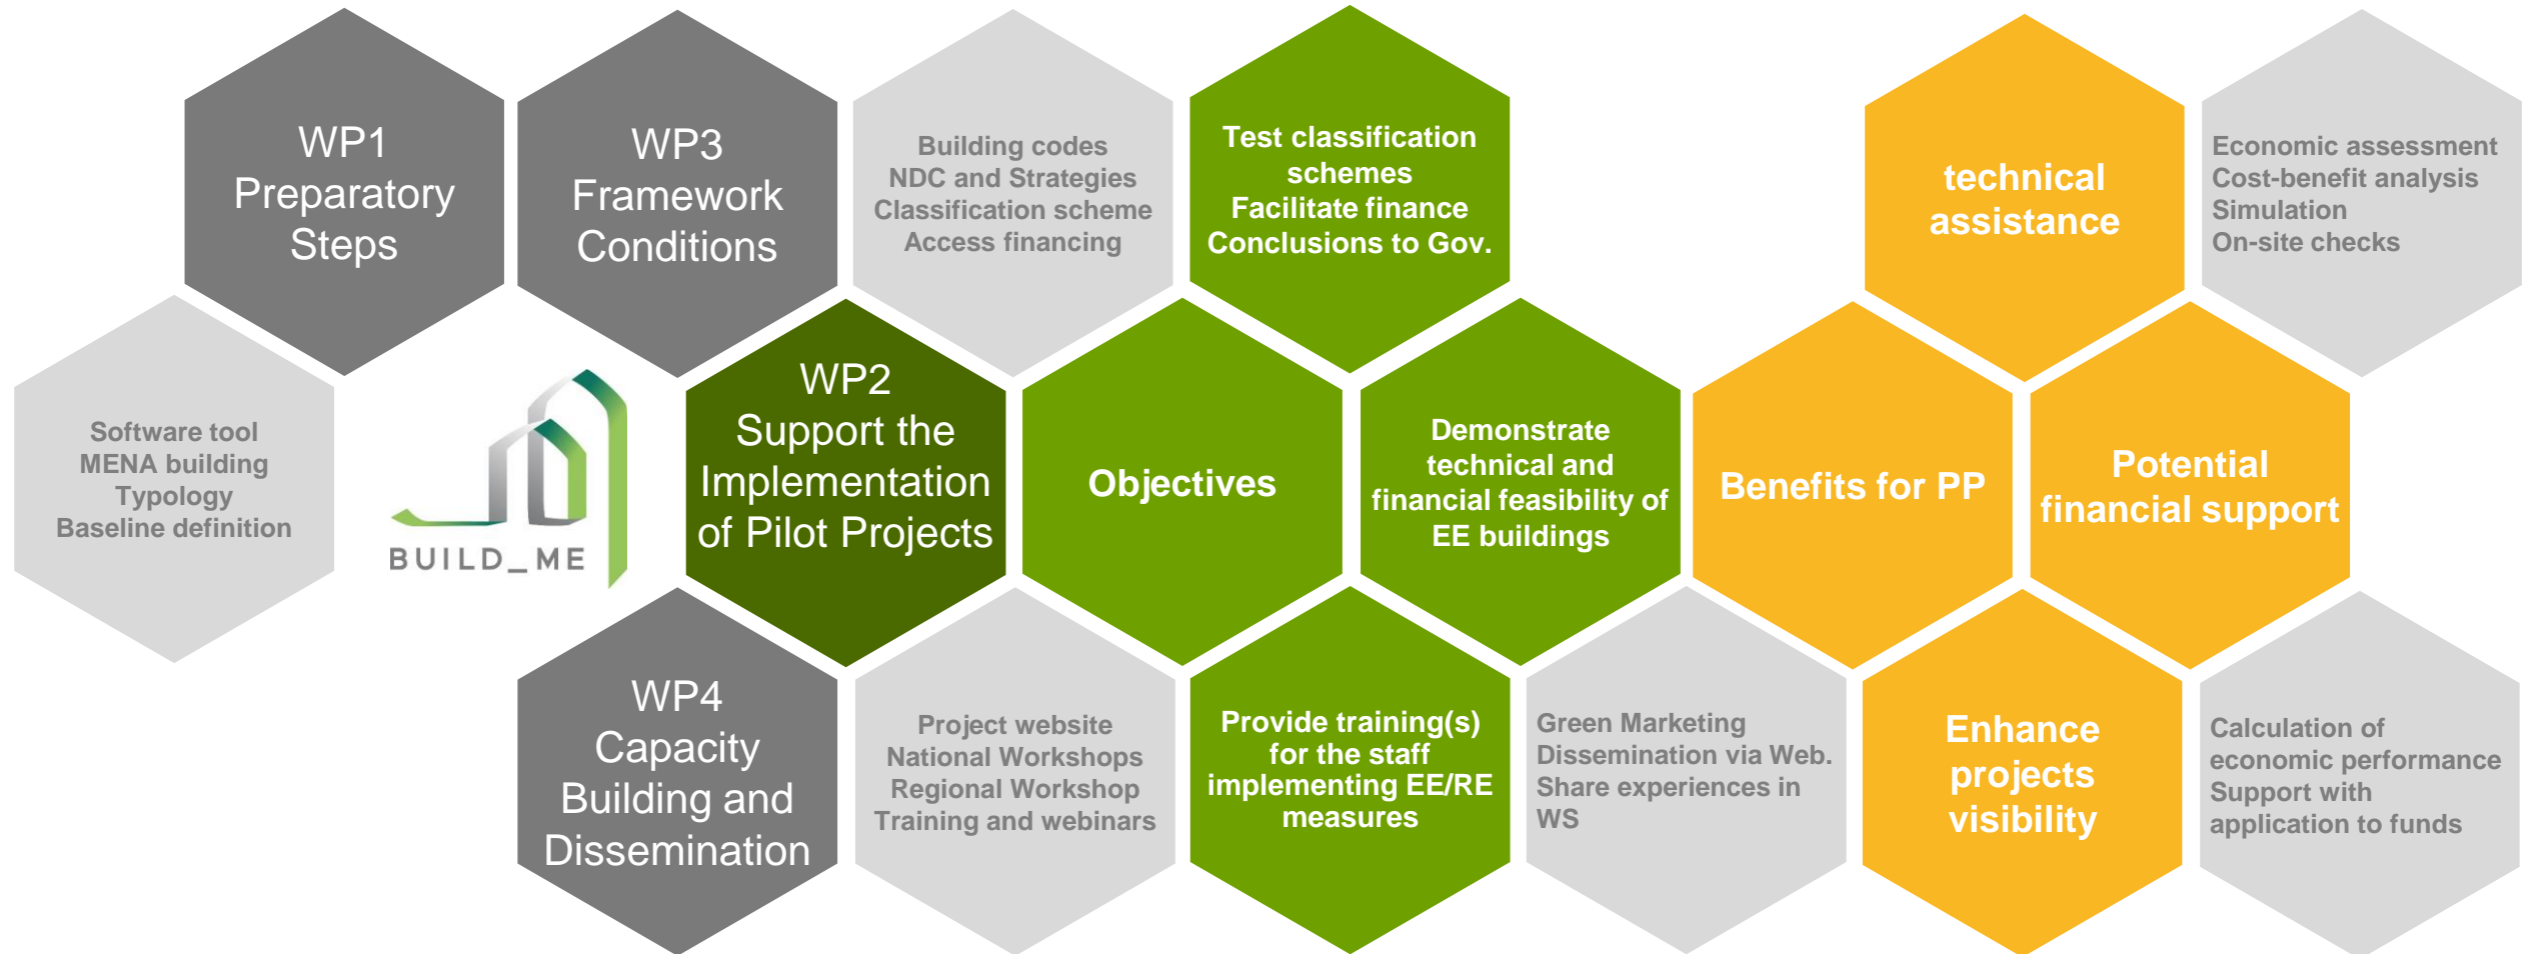 WP1
Preparatory
Steps
WP3
Framework
Conditions
Building codes
NDC and Strategies
Classification scheme
Access financing
Test classification
schemes
Facilitate finance
Conclusions to Gov.
technical
assistance
Economic assessment
Cost-benefit analysis
Simulation
On-site checks
Software tool
MENA building
Typology
Baseline definition
BUILD_ME
WP2
Support the
Implementation
of Pilot Projects
Objectives
Demonstrate
technical and
financial feasibility of
EE buildings
Benefits for PP
Potential
financial support
WP4
Capacity
Building and
Dissemination
Project website
National Workshops
Regional Workshop
Training and webinars
Provide training(s)
for the staff
implementing EE/RE
measures
Green Marketing
Dissemination via Web.
Share experiences in
WS
Enhance
projects
visibility
Calculation of
economic performance
Support with
application to funds